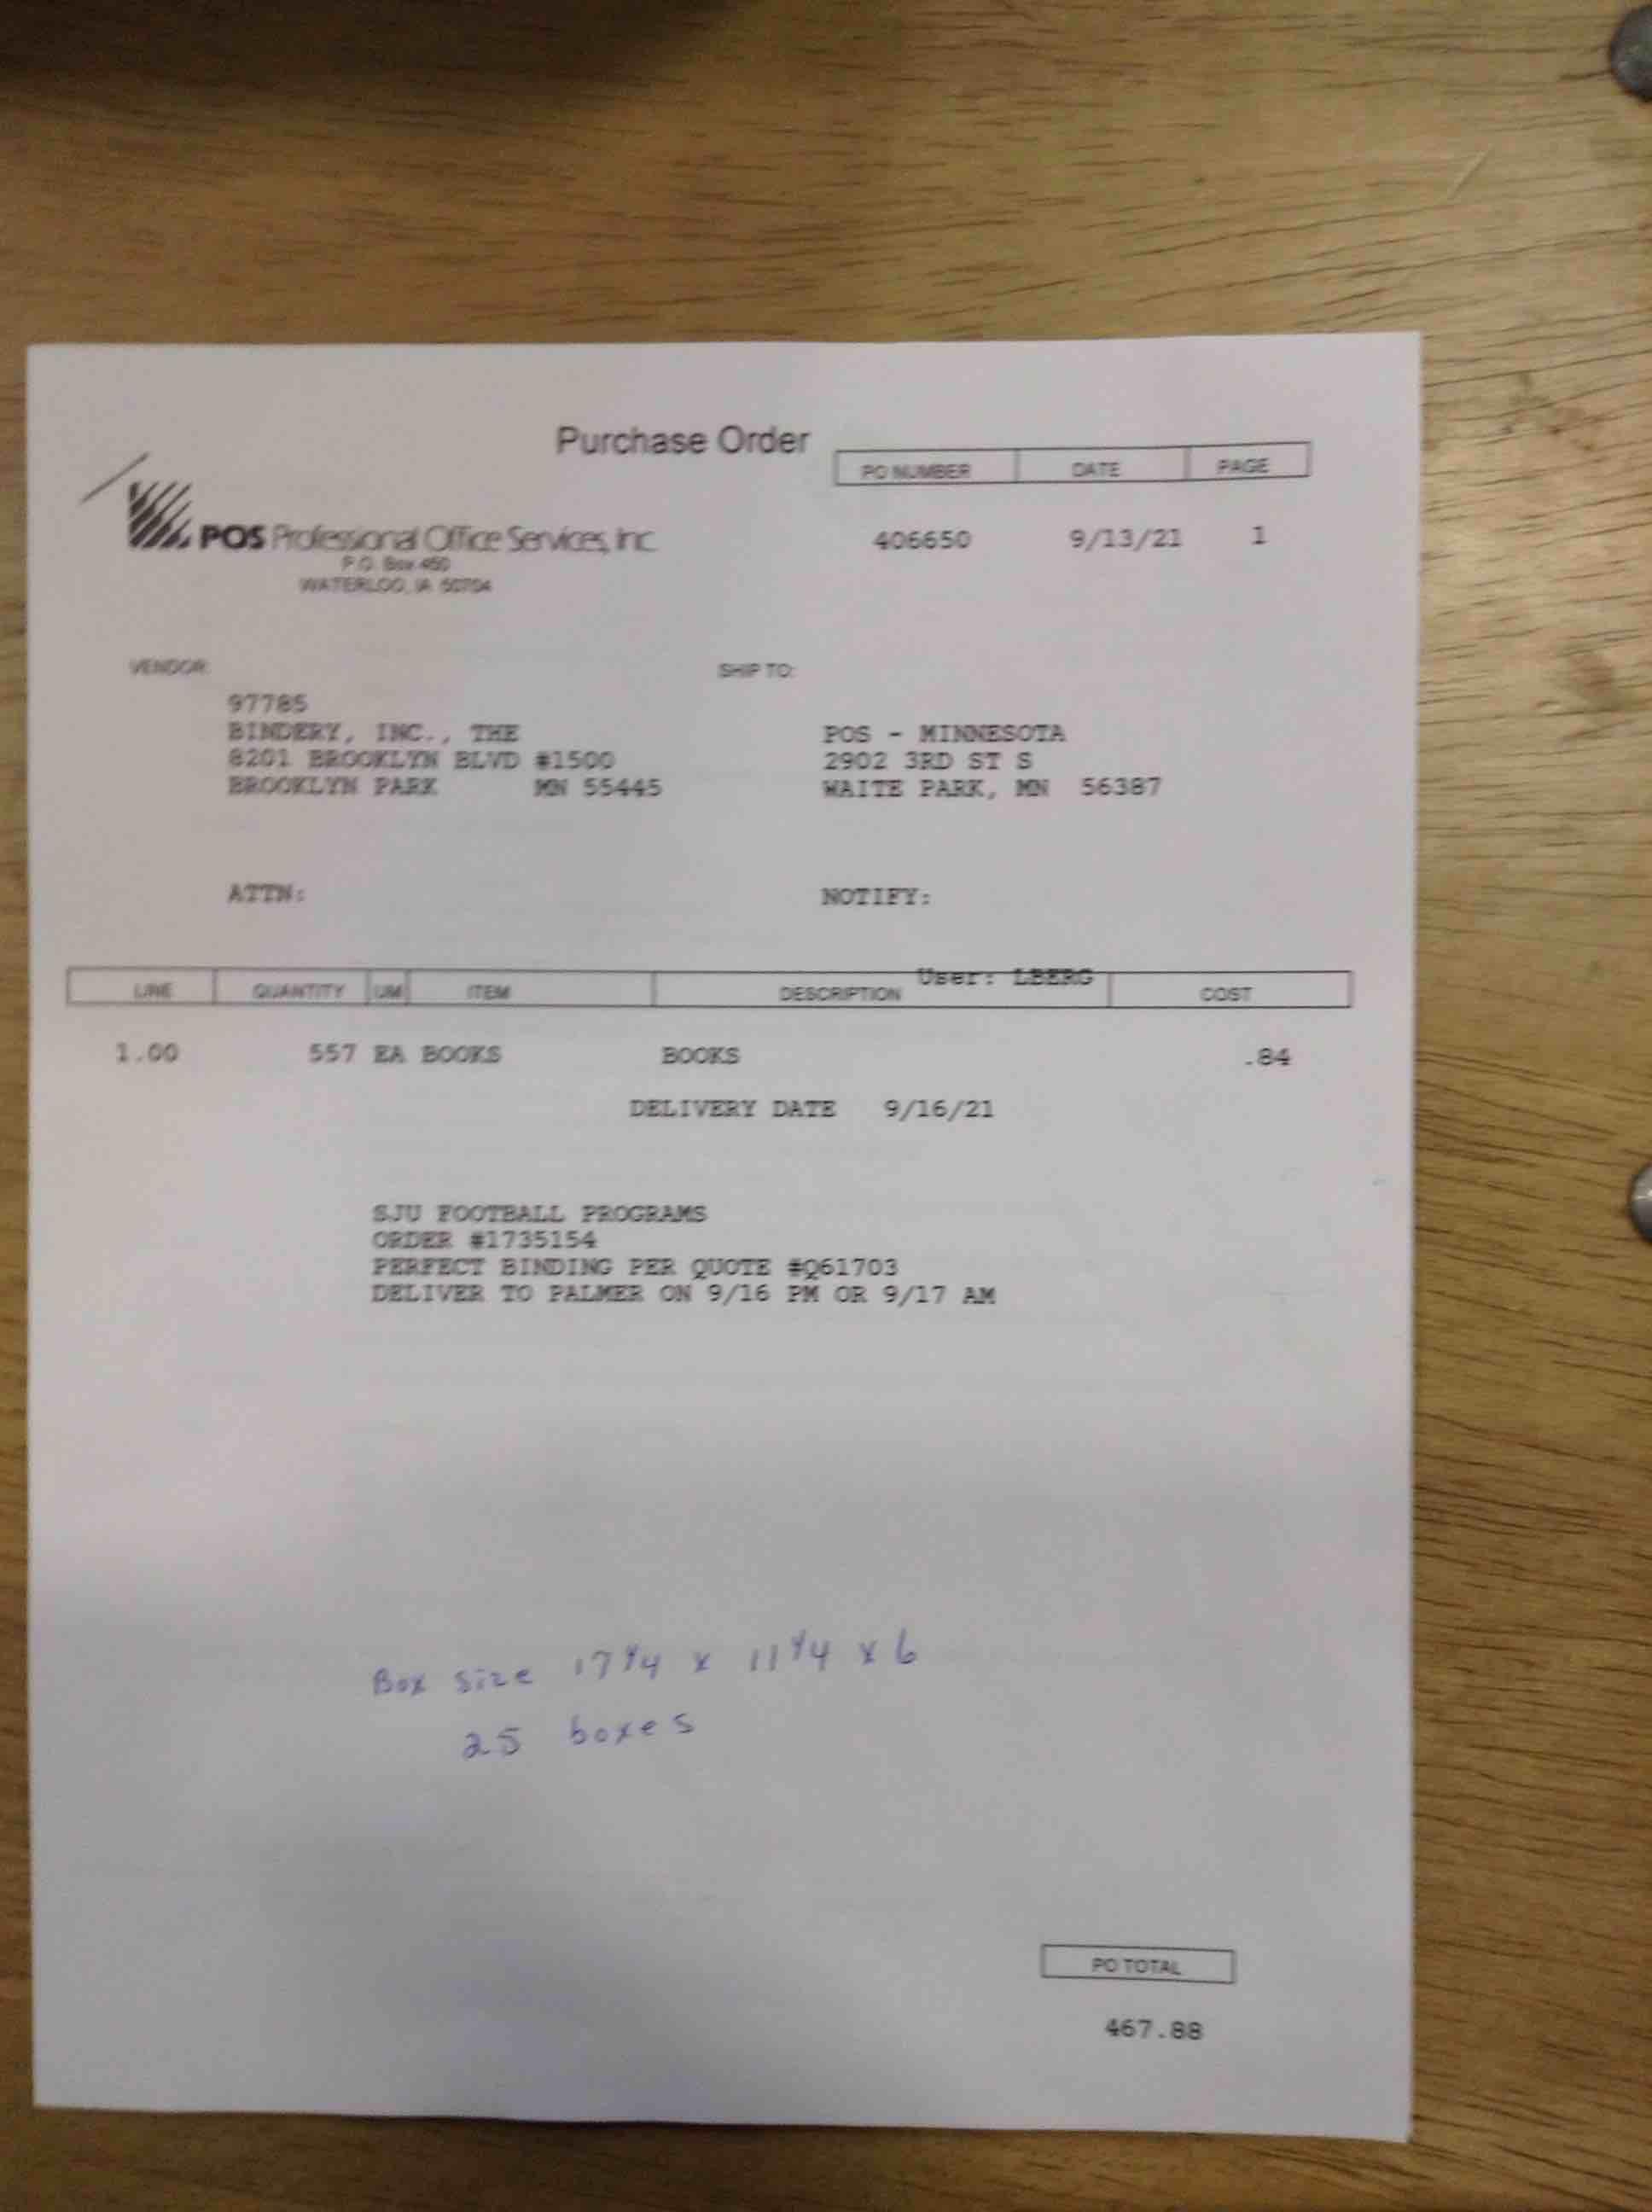 Purchase Order
PO NUMBER DATE PAGE
POS Professional Office Services, Inc
406650 9/13/21 1
P.O. Box 450
WATERLOO, IA 50704
VENDOR: SHIP TO:
97785
BINDERY, INC., THE POS - MINNESOTA
8201 BROOKLYN BLVD #1500 2902 3RD ST S
BROOKLYN PARK MN 55445 WAITE PARK, MN 56387
ATTN: NOTIFY:
User: LBERG
LINE QUANTITY UM ITEM DESCRIPTION COST
1.00 557 EA BOOKS BOOKS .84
DELIVERY DATE 9/16/21
SJU FOOTBALL PROGRAMS
ORDER #1735154
PERFECT BINDING PER QUOTE #Q61703
DELIVER TO PALMER ON 9/16 PM OR 9/17 AM
Box size 17 1/4 x 11 1/4 x 6
25 boxes
PO TOTAL
467.88